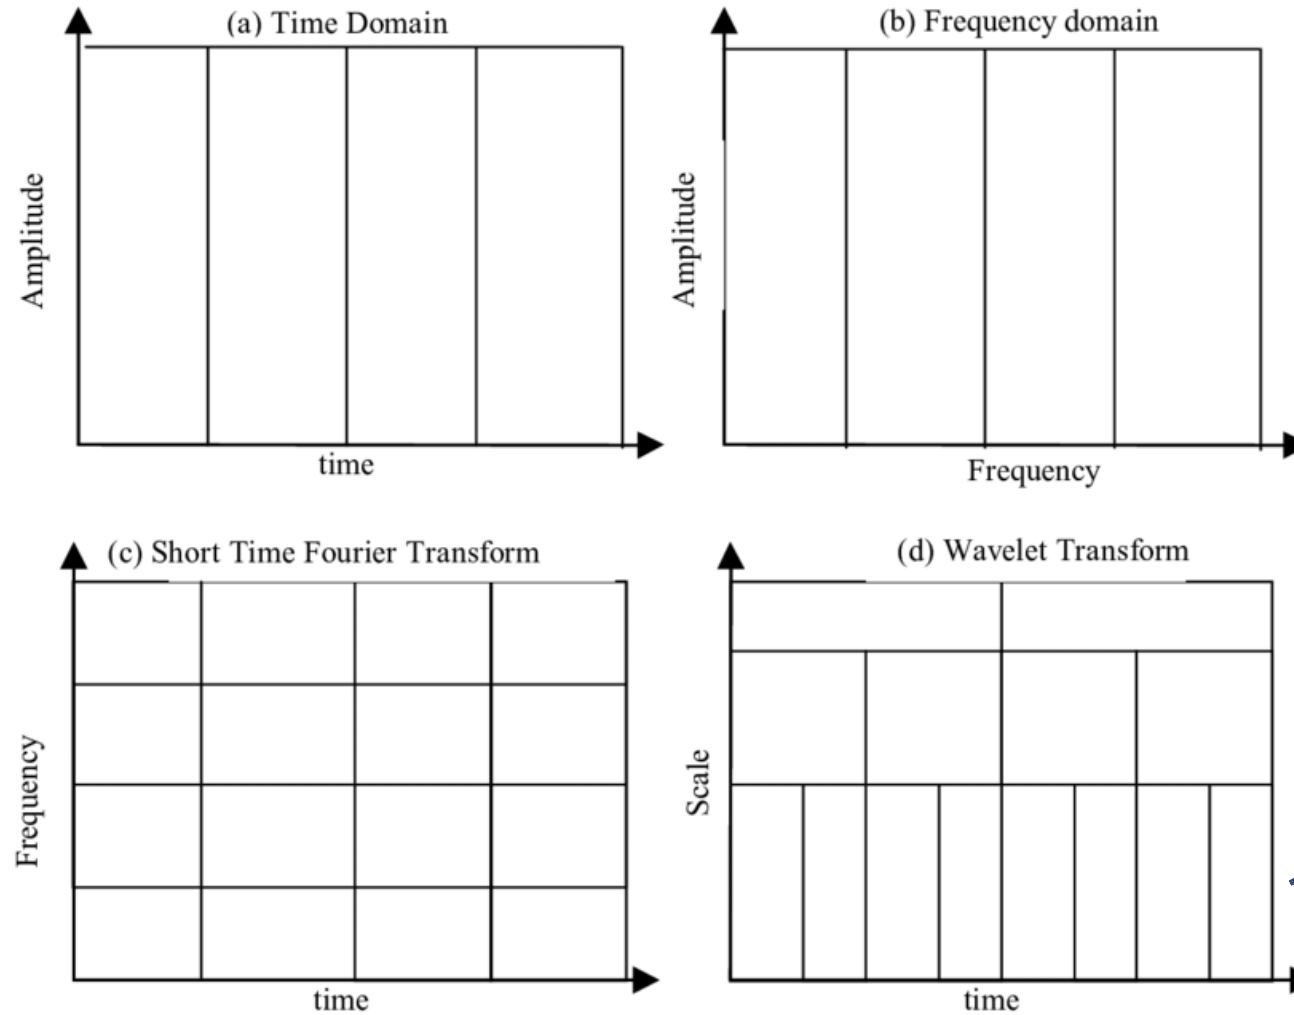 (a) Time Domain
Amplitude
time
(b) Frequency domain
Amplitude
Frequency
(c) Short Time Fourier Transform
Frequency
time
(d) Wavelet Transform
Scale
time